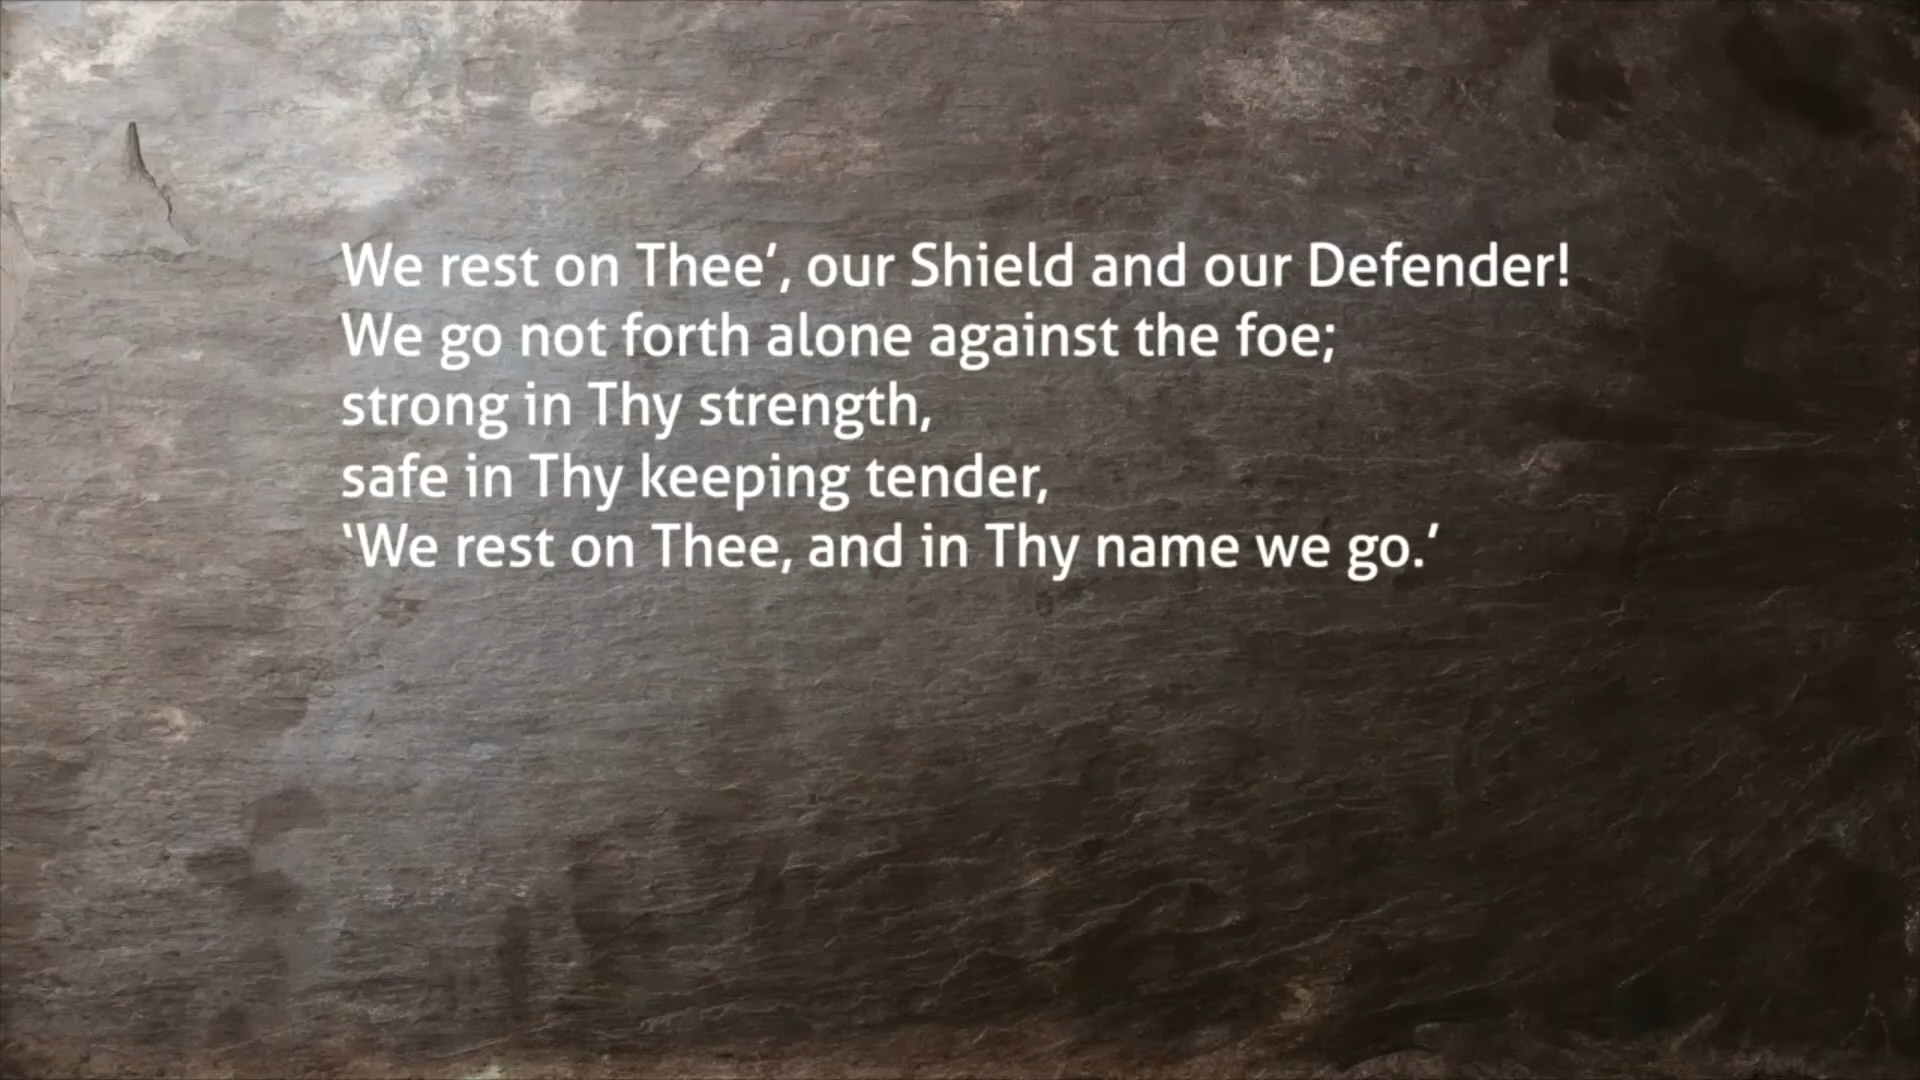 We rest on Thee’, our Shield and our Defender!
We go not forth alone against the foe;
strong in Thy strength,
safe in Thy keeping tender,
‘We rest on Thee, and in Thy name we go.’